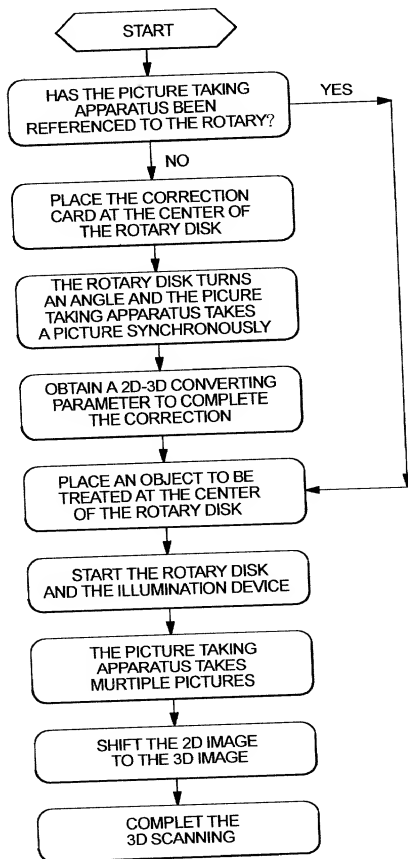 START
HAS THE PICTURE TAKING
APPARATUS BEEN
REFERENCED TO THE ROTARY?
YES
NO
PLACE THE CORRECTION
CARD AT THE CENTER OF
THE ROTARY DISK
THE ROTARY DISK TURNS
AN ANGLE AND THE PICURE
TAKING APPARATUS TAKES
A PICTURE SYNCHRONOUSLY
OBTAIN A 2D-3D CONVERTING
PARAMETER TO COMPLETE
THE CORRECTION
PLACE AN OBJECT TO BE
TREATED AT THE CENTER
OF THE ROTARY DISK
START THE ROTARY DISK
AND THE ILLUMINATION DEVICE
THE PICTURE TAKING
APPARATUS TAKES
MURTIPLE PICTURES
SHIFT THE 2D IMAGE
TO THE 3D IMAGE
COMPLET THE
3D SCANNING